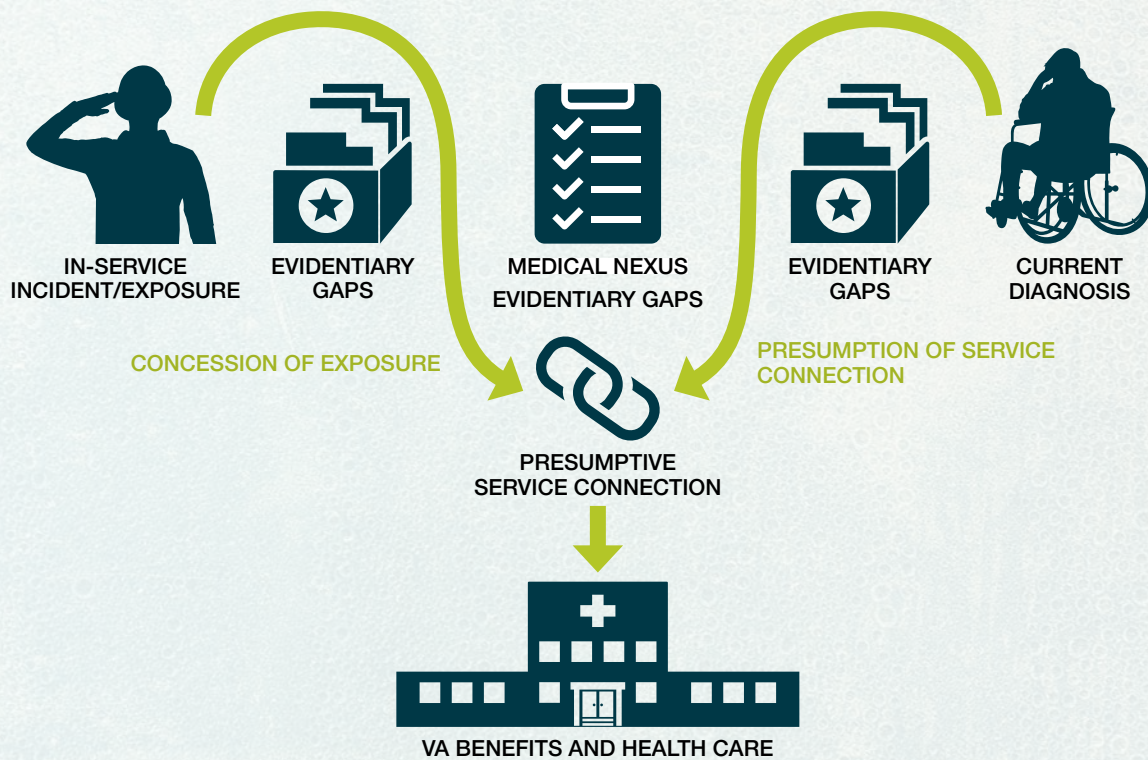 IN-SERVICE
INCIDENT/EXPOSURE
EVIDENTIARY
GAPS
MEDICAL NEXUS
EVIDENTIARY GAPS
EVIDENTIARY
GAPS
CURRENT
DIAGNOSIS
CONCESSION OF EXPOSURE
PRESUMPTION OF SERVICE
CONNECTION
PRESUMPTIVE
SERVICE CONNECTION
VA BENEFITS AND HEALTH CARE